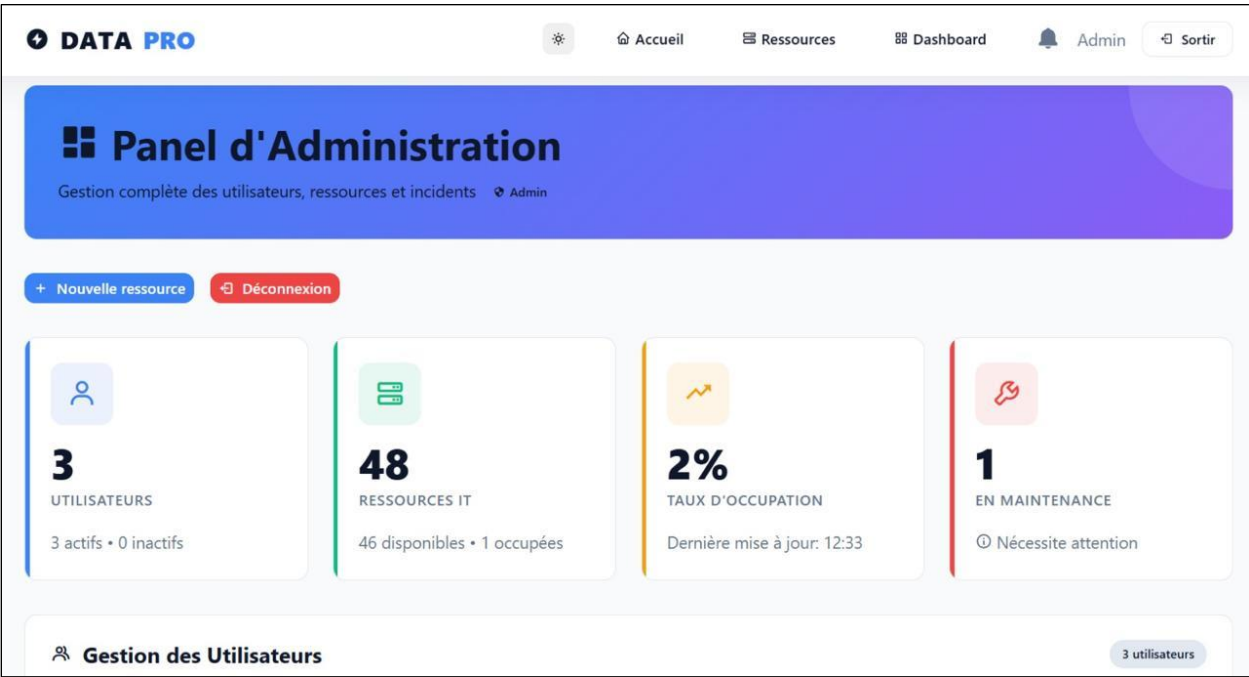 DATA PRO
Accueil
Ressources
Dashboard
Admin
Sortir
Panel d'Administration
Gestion complète des utilisateurs, ressources et incidents
Admin
+ Nouvelle ressource
Déconnexion
3
UTILISATEURS
3 actifs • 0 inactifs
48
RESSOURCES IT
46 disponibles • 1 occupées
2%
TAUX D'OCCUPATION
Dernière mise à jour: 12:33
1
EN MAINTENANCE
Nécessite attention
Gestion des Utilisateurs
3 utilisateurs